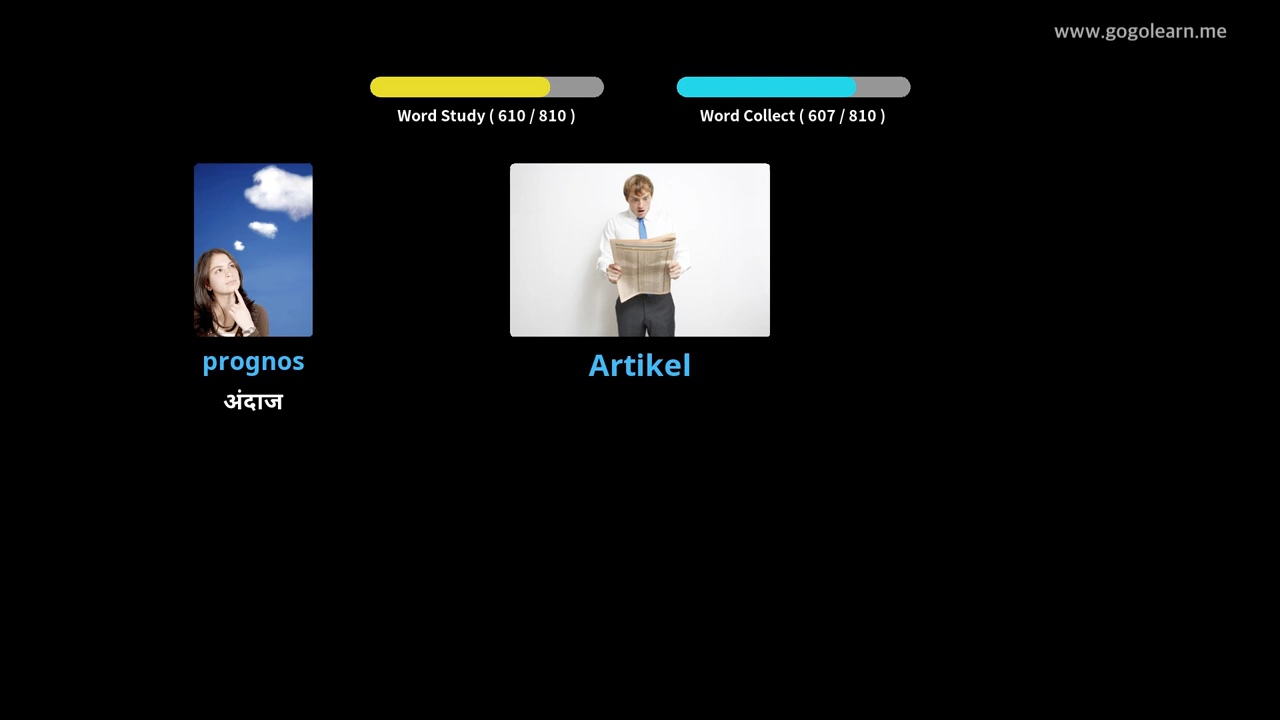 www.gogolearn.me
Word Study ( 610 / 810 )
Word Collect ( 607 / 810 )
prognos
अंदाज
Artikel